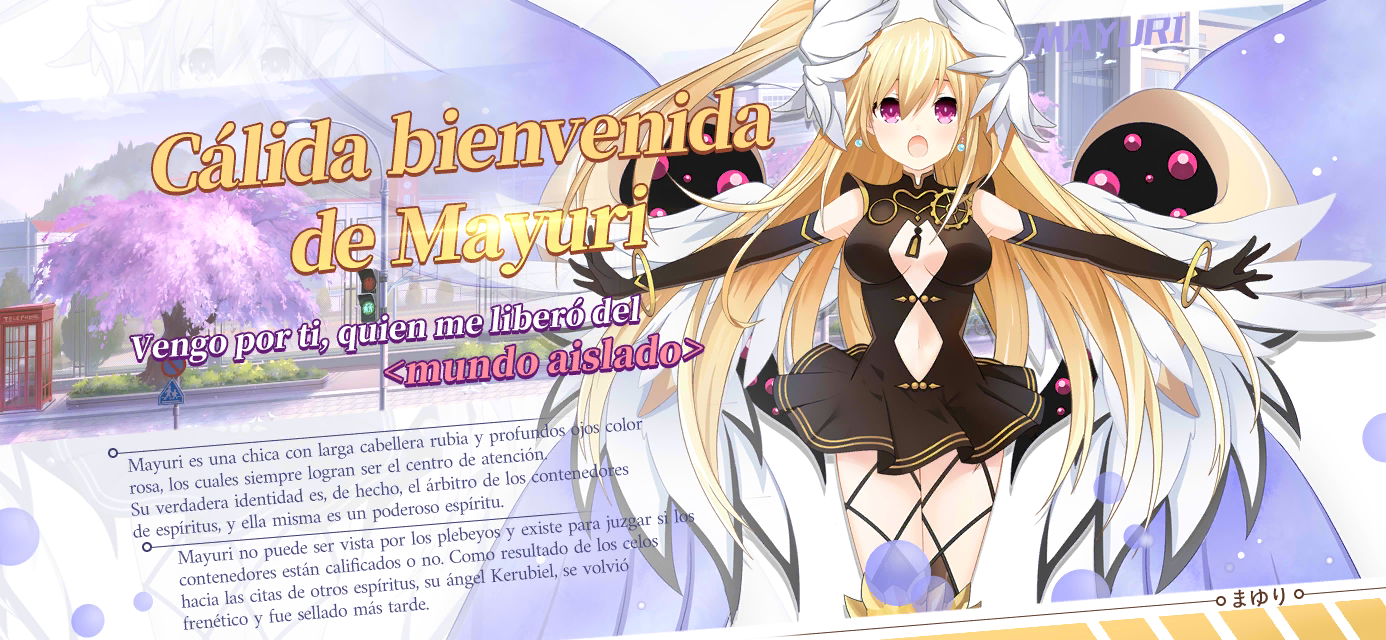 MAYURI
Cálida bienvenida
de Mayuri
Vengo por ti, quien me liberó del
<mundo aislado>
TELEPHONE
Mayuri es una chica con larga cabellera rubia y profundos ojos color
rosa, los cuales siempre logran ser el centro de atención.
Su verdadera identidad es, de hecho, el árbitro de los contenedores
de espíritus, y ella misma es un poderoso espíritu.
Mayuri no puede ser vista por los plebeyos y existe para juzgar si los
contenedores están calificados o no. Como resultado de los celos
hacia las citas de otros espíritus, su ángel Kerubiel, se volvió
frenético y fue sellado más tarde.
まゆり